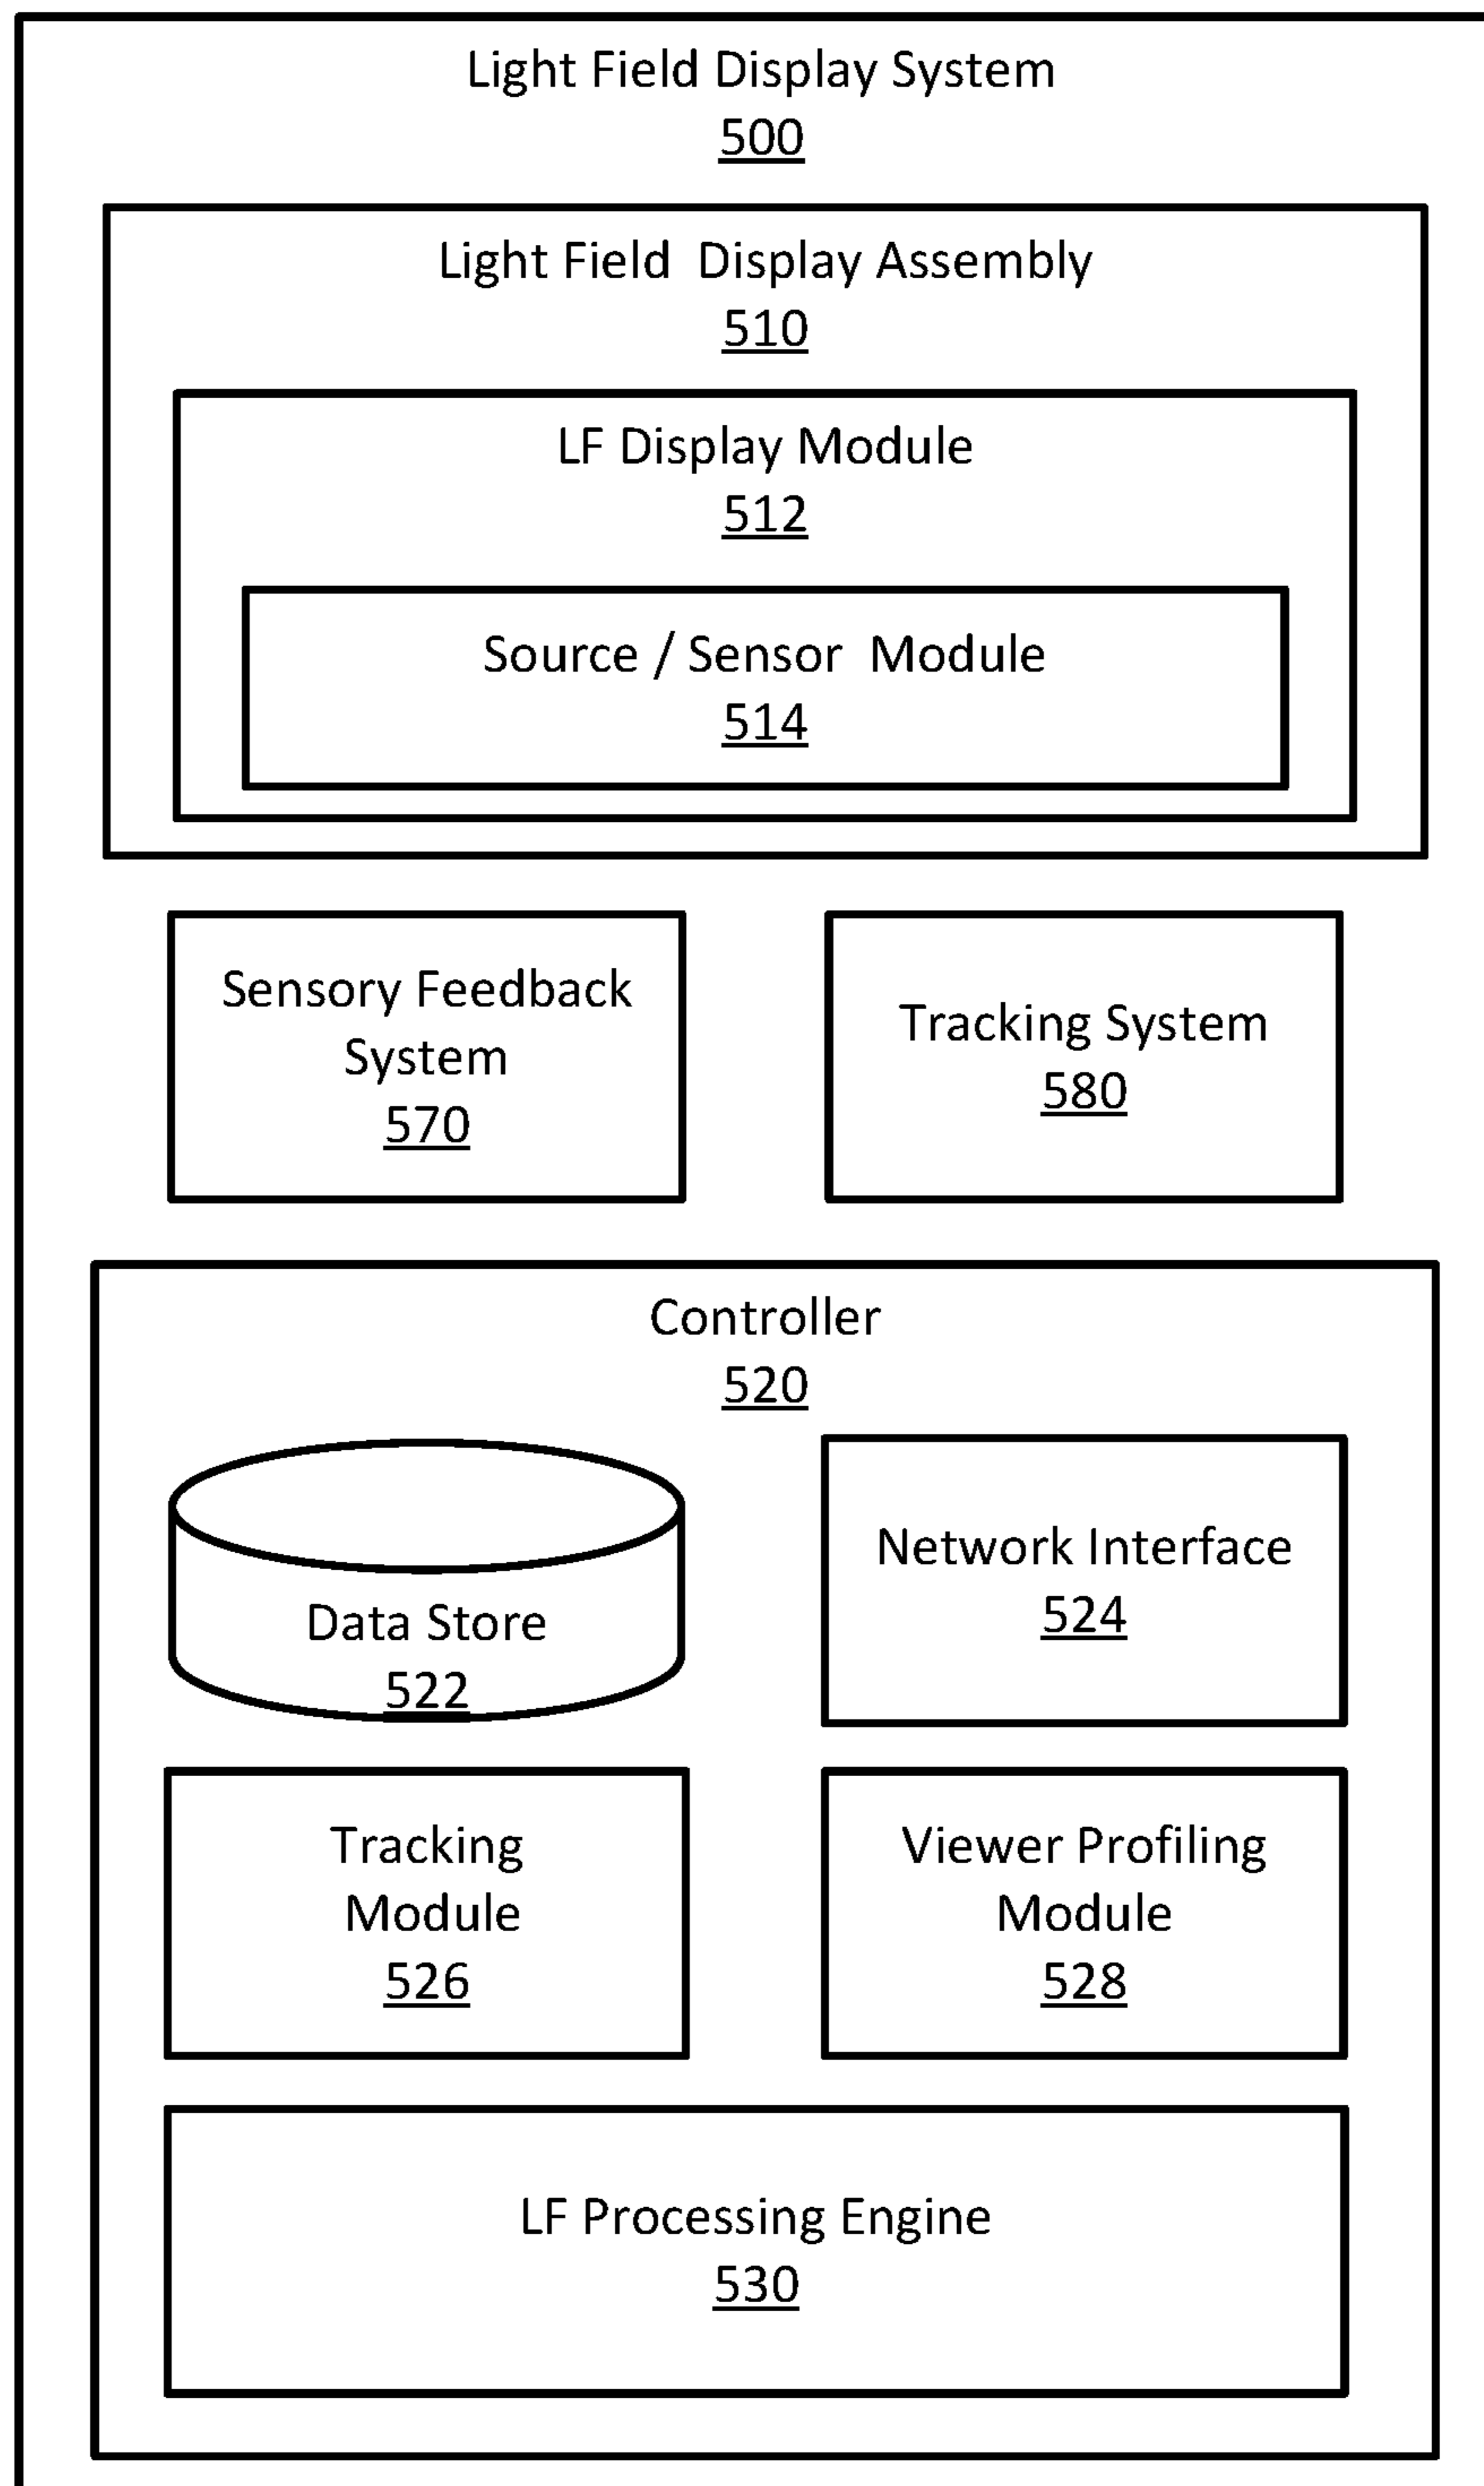 Light Field Display System
500
Light Field Display Assembly
510
LF Display Module
512
Source / Sensor Module
514
Sensory Feedback
System
570
Tracking System
580
Controller
520
Data Store
522
Network Interface
524
Tracking
Module
526
Viewer Profiling
Module
528
LF Processing Engine
530